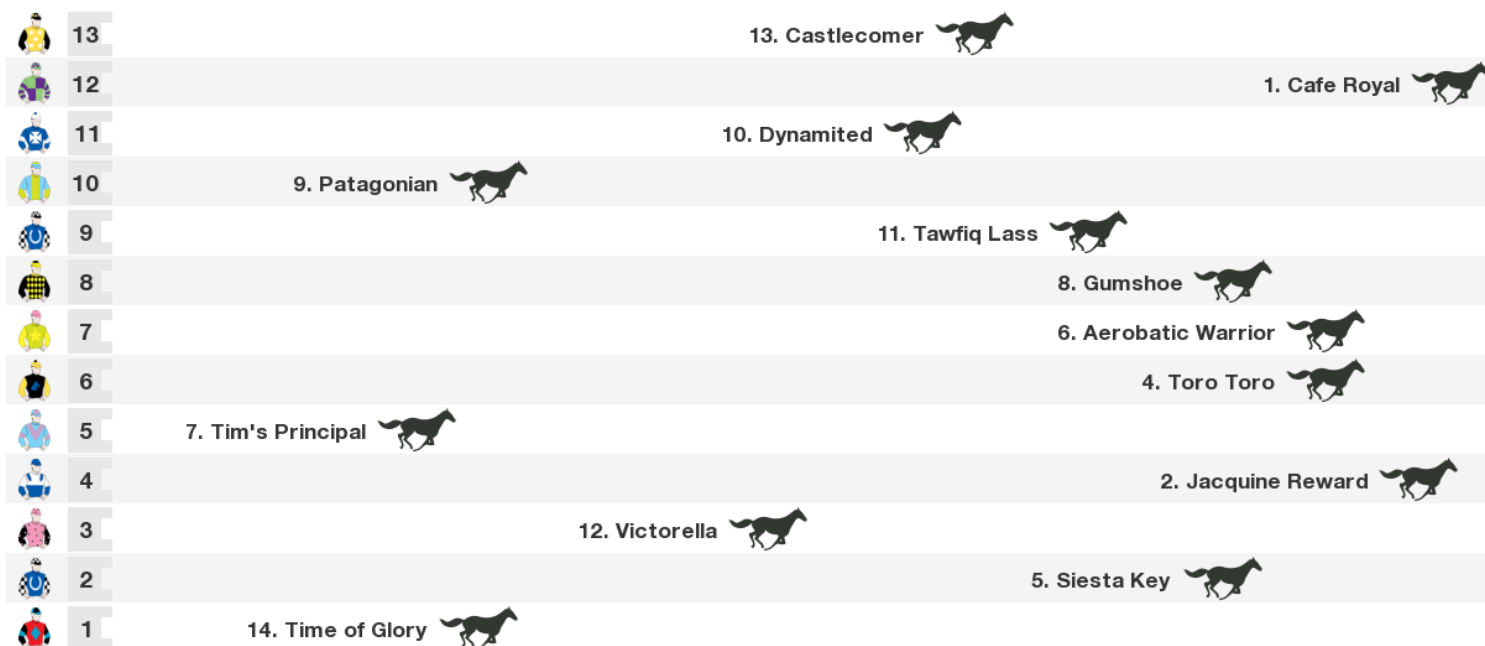 13 13. Castlecomer
12 1. Cafe Royal
11 10. Dynamited
10 9. Patagonian
9 11. Tawfiq Lass
8 8. Gumshoe
7 6. Aerobatic Warrior
6 4. Toro Toro
5 7. Tim's Principal
4 2. Jacquine Reward
3 12. Victorella
2 5. Siesta Key
1 14. Time of Glory